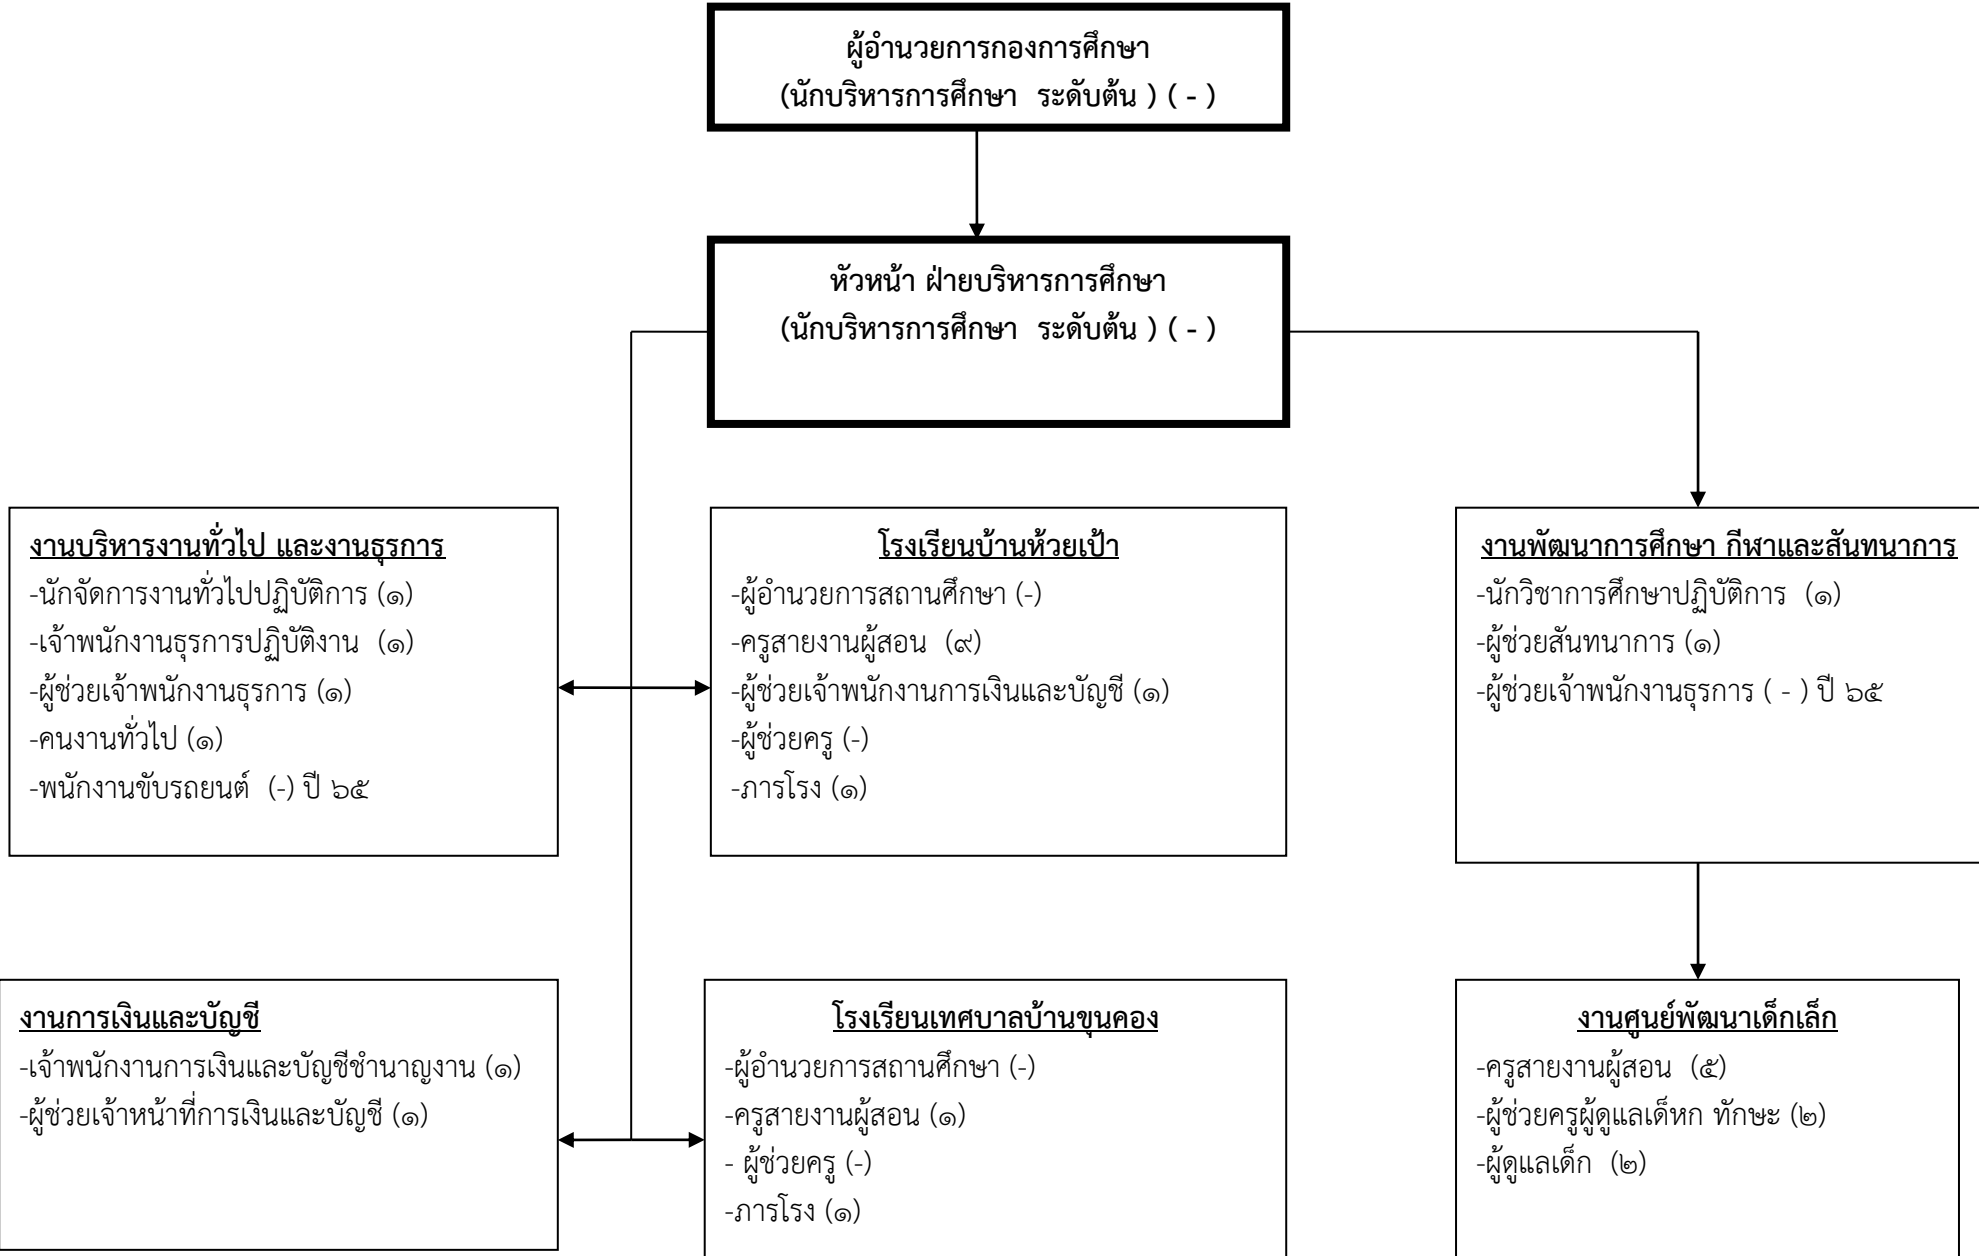 ผู้อำนวยการกองการศึกษา
(นักบริหารการศึกษา ระดับต้น ) ( - )
หัวหน้า ฝ่ายบริหารการศึกษา
(นักบริหารการศึกษา ระดับต้น ) ( - )
งานบริหารงานทั่วไป และงานธุรการ
-นักจัดการงานทั่วไปปฏิบัติการ (๑)
-เจ้าพนักงานธุรการปฏิบัติงาน (๑)
-ผู้ช่วยเจ้าพนักงานธุรการ (๑)
-คนงานทั่วไป (๑)
-พนักงานขับรถยนต์ (-) ปี ๖๕
โรงเรียนบ้านห้วยเป้า
-ผู้อำนวยการสถานศึกษา (-)
-ครูสายงานผู้สอน (๙)
-ผู้ช่วยเจ้าพนักงานการเงินและบัญชี (๑)
-ผู้ช่วยครู (-)
-ภารโรง (๑)
งานพัฒนาการศึกษา กีฬาและสันทนาการ
-นักวิชาการศึกษาปฏิบัติการ (๑)
-ผู้ช่วยสันทนาการ (๑)
-ผู้ช่วยเจ้าพนักงานธุรการ ( - ) ปี ๖๕
งานการเงินและบัญชี
-เจ้าพนักงานการเงินและบัญชีชำนาญงาน (๑)
-ผู้ช่วยเจ้าหน้าที่การเงินและบัญชี (๑)
โรงเรียนเทศบาลบ้านขุนคอง
-ผู้อำนวยการสถานศึกษา (-)
-ครูสายงานผู้สอน (๑)
- ผู้ช่วยครู (-)
-ภารโรง (๑)
งานศูนย์พัฒนาเด็กเล็ก
-ครูสายงานผู้สอน (๕)
-ผู้ช่วยครูผู้ดูแลเด็หก ทักษะ (๒)
-ผู้ดูแลเด็ก (๒)